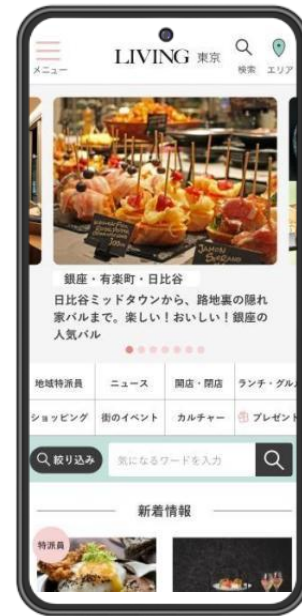 LIVING 東京
メニュー
検索
エリア
JAMON
SERRANO
銀座・有楽町・日比谷
日比谷ミッドタウンから、路地裏の隠れ
家バルまで。楽しい！おいしい！銀座の
人気バル
地域特派員
ニュース
開店・閉店
ランチ・グル
ショッピング
街のイベント
カルチャー
プレゼント
絞り込み
気になるワードを入力
新着情報
特派員